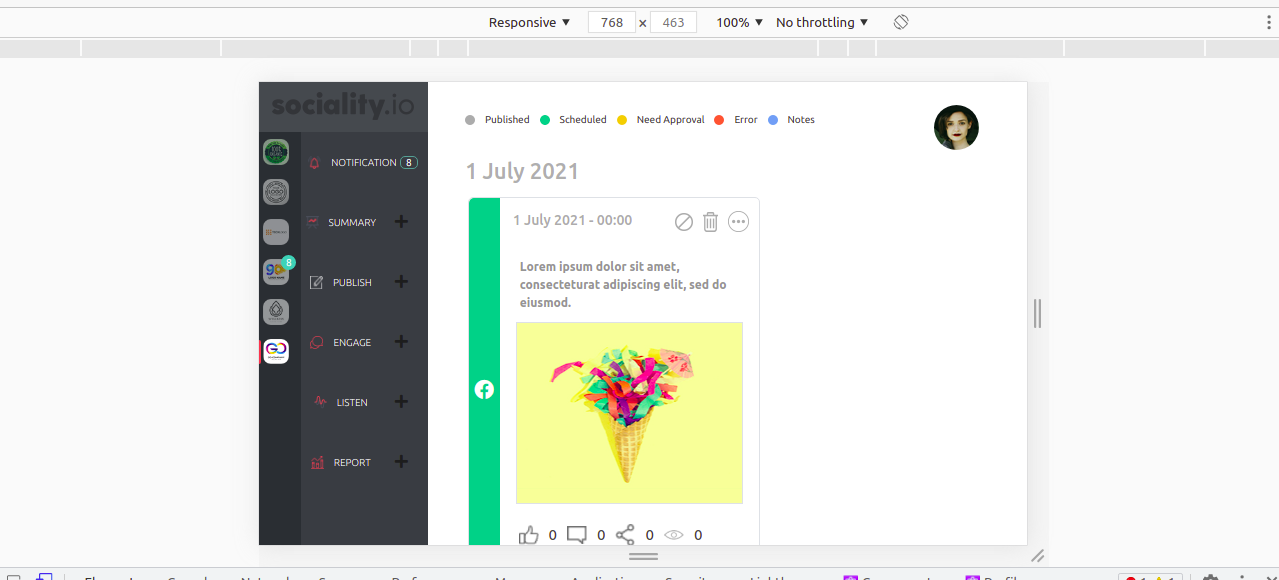 Responsive ▼ 768 x 463 100% ▼ No throttling ▼
sociality.io
Published Scheduled Need Approval Error Notes
NOTIFICATION 8
1 July 2021
SUMMARY +
1 July 2021 - 00:00
8
PUBLISH +
Lorem ipsum dolor sit amet,
consecteturat adipiscing elit, sed do
eiusmod.
ENGAGE +
GO
LISTEN +
REPORT +
0 0 0 0